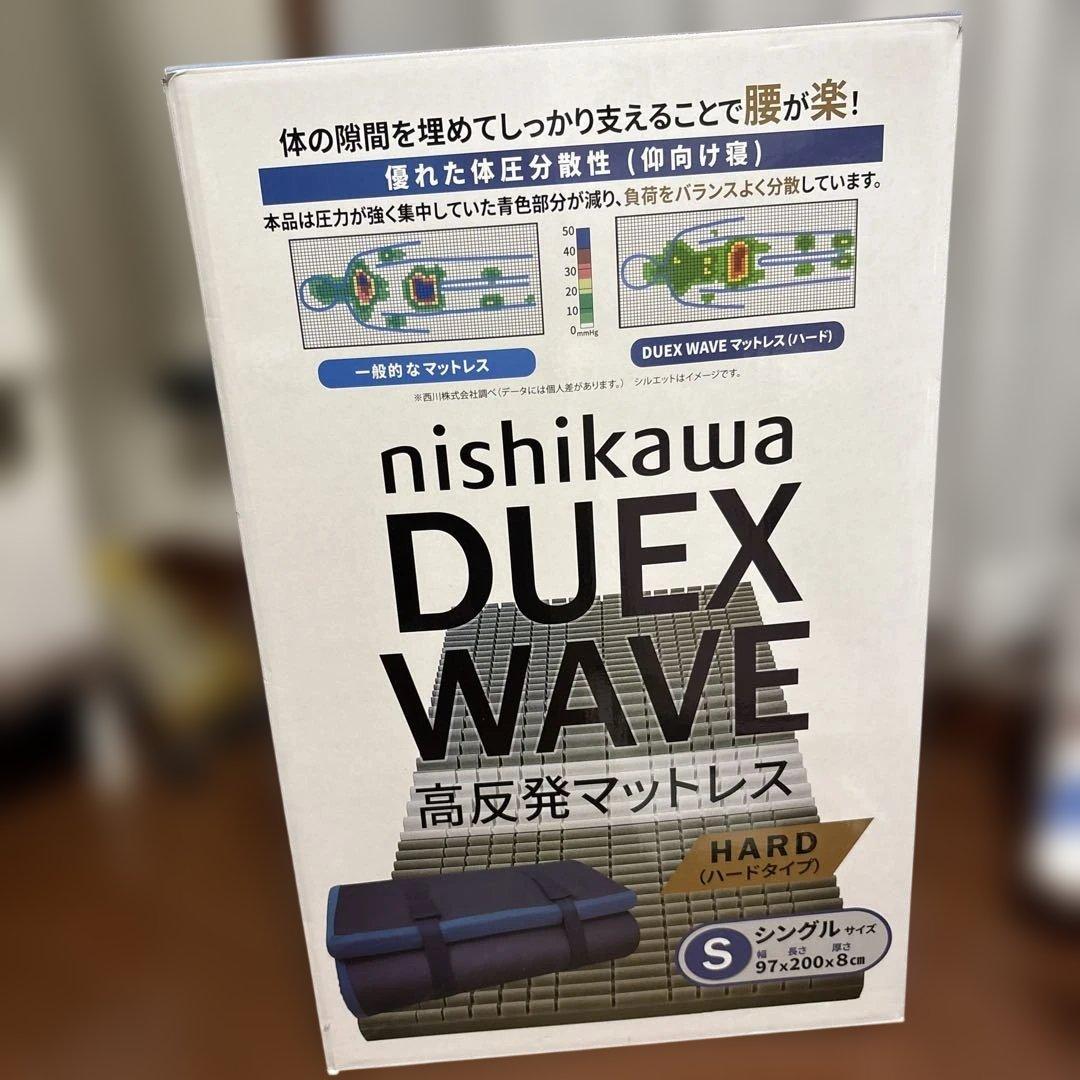 体の隙間を埋めてしっかり支えることで腰が楽!
優れた体圧分散性 (仰向け寝)
本品は圧力が強く集中していた青色部分が減り、負荷をバランスよく分散しています。
50
40
30
20
10
0mmHg
一般的なマットレス
DUEX WAVE マットレス(ハード)
※西川株式会社調べ(データには個人差があります。) シルエットはイメージです。
nishikawa
DUEX
WAVE
高反発マットレス
HARD
(ハードタイプ)
S シングルサイズ
幅 長さ 厚さ
97x200x8cm